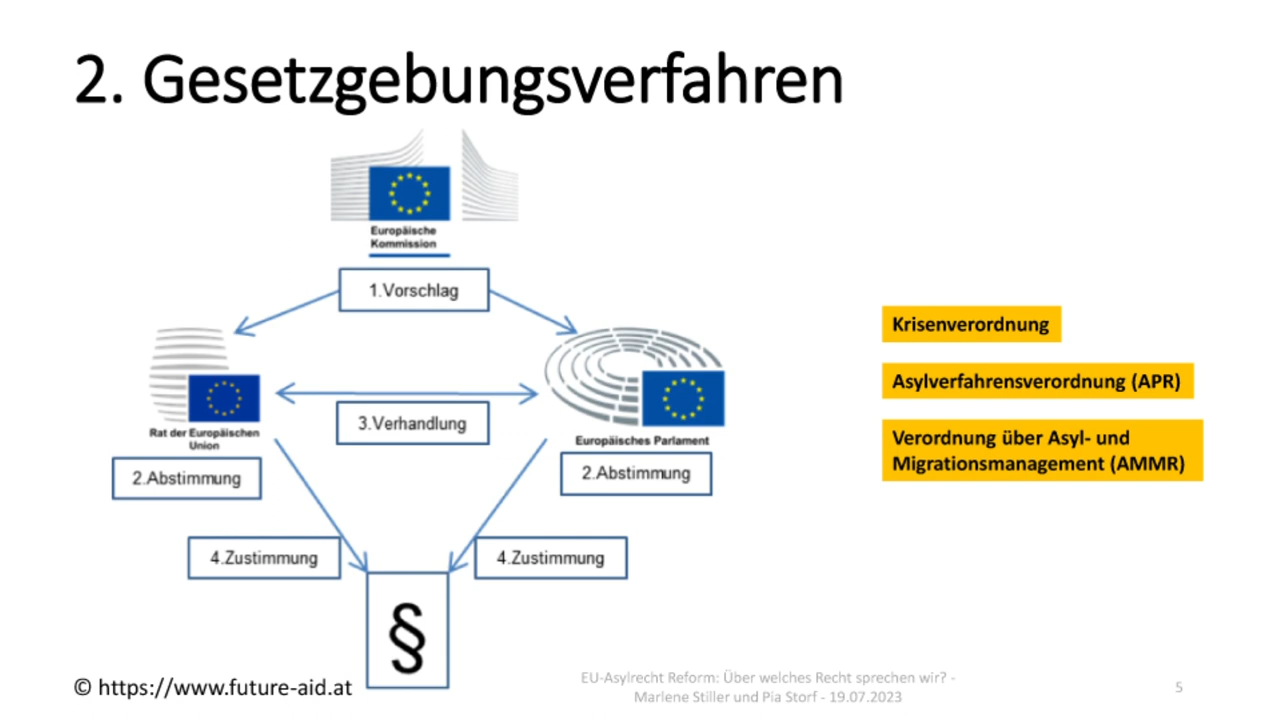 2. Gesetzgebungsverfahren
Europäische
Kommission
1.Vorschlag
Rat der Europäischen
Union
3.Verhandlung
Europäisches Parlament
2.Abstimmung
2.Abstimmung
4.Zustimmung
4.Zustimmung
§
Krisenverordnung
Asylverfahrensverordnung (APR)
Verordnung über Asyl- und
Migrationsmanagement (AMMR)
© https://www.future-aid.at
EU-Asylrecht Reform: Über welches Recht sprechen wir? -
Marlene Stiller und Pia Storf - 19.07.2023
5